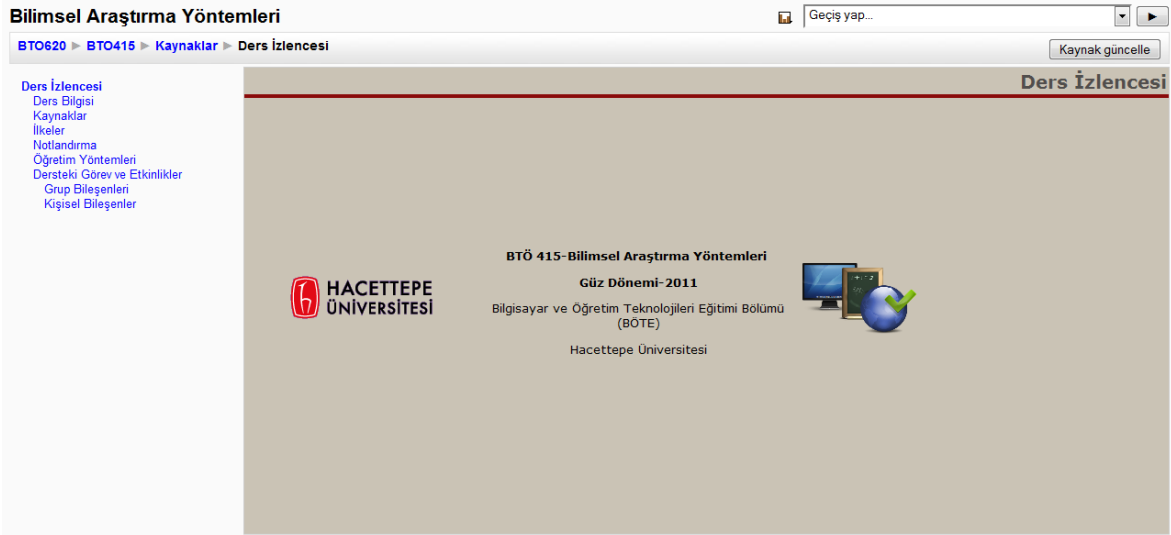 Bilimsel Araştırma Yöntemleri
Geçiş yap...
BTO620 ► BTO415 ► Kaynaklar ► Ders İzlencesi
Kaynak güncelle
Ders İzlencesi
Ders Bilgisi
Kaynaklar
İlkeler
Notlandırma
Öğretim Yöntemleri
Dersteki Görev ve Etkinlikler
Grup Bileşenleri
Kişisel Bileşenler
Ders İzlencesi
HACETTEPE
ÜNİVERSİTESİ
BTÖ 415-Bilimsel Araştırma Yöntemleri
Güz Dönemi-2011
Bilgisayar ve Öğretim Teknolojileri Eğitimi Bölümü
(BÖTE)
Hacettepe Üniversitesi